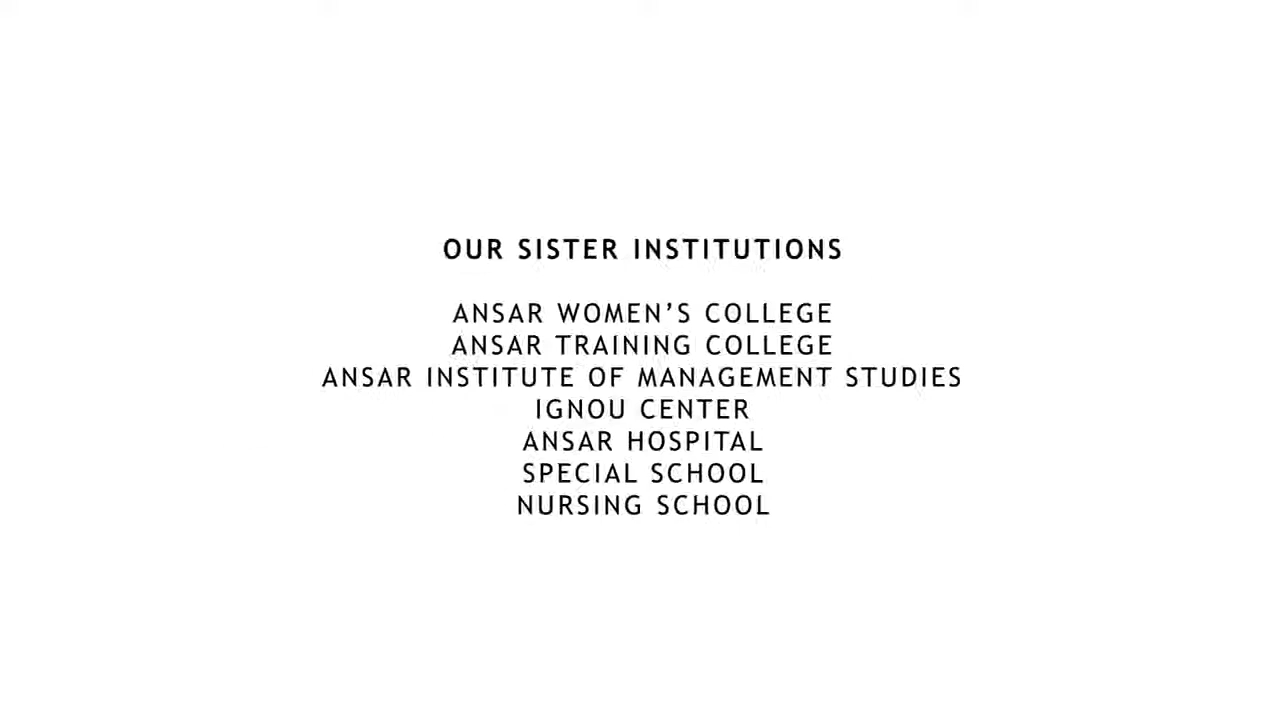 OUR SISTER INSTITUTIONS
ANSAR WOMEN’S COLLEGE
ANSAR TRAINING COLLEGE
ANSAR INSTITUTE OF MANAGEMENT STUDIES
IGNOU CENTER
ANSAR HOSPITAL
SPECIAL SCHOOL
NURSING SCHOOL